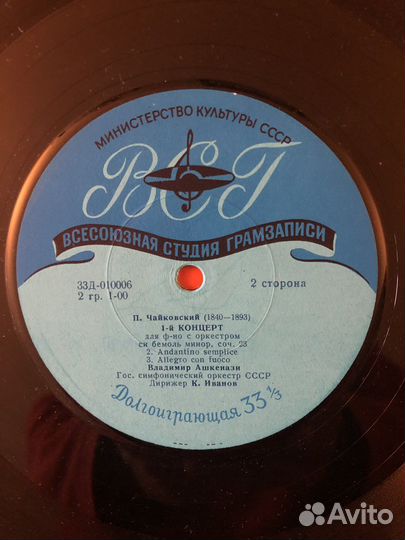 МИНИСТЕРСТВО КУЛЬТУРЫ СССР
ВСГ
ВСЕСОЮЗНАЯ СТУДИЯ ГРАМЗАПИСИ
33Д-010006
2 гр. 1-00
2 сторона
П. Чайковский (1840—1893)
1-й КОНЦЕРТ
для ф-но с оркестром
си бемоль минор, соч. 23
2. Andantino semplice
3. Allegro con fuoco
Владимир Ашкенази
Гос. симфонический оркестр СССР
Дирижер К. Иванов
Долгоиграющая 33 1/3
Avito